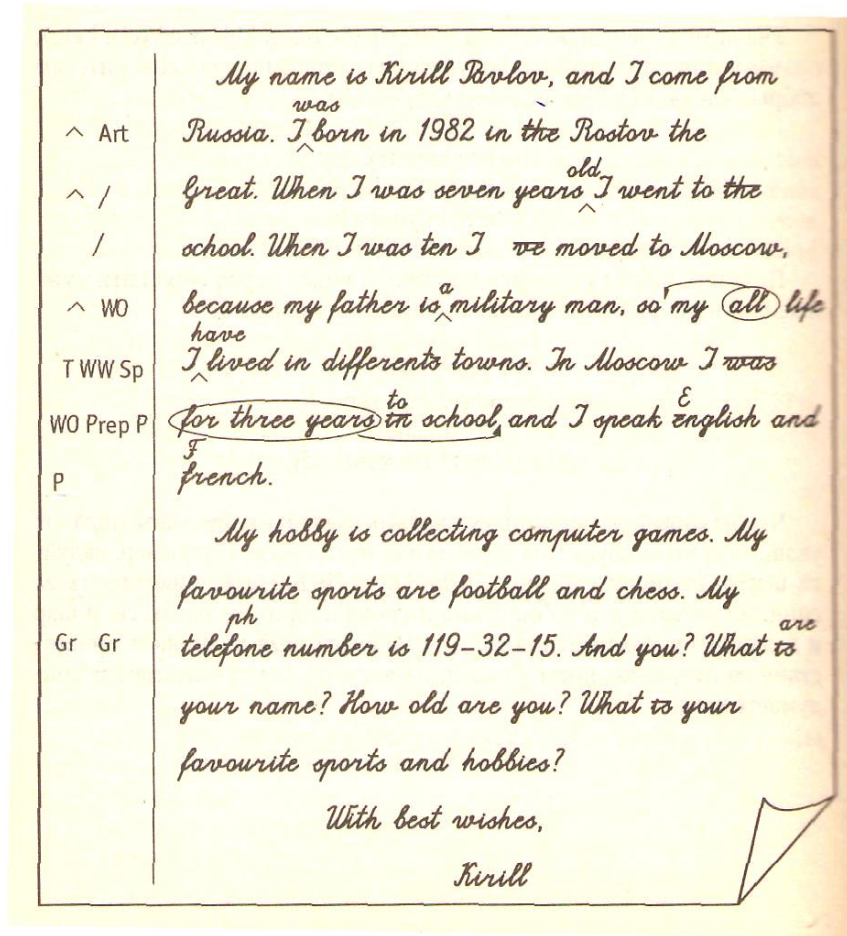 My name is Kirill Pavlov, and I come from
was
^ Art Russia. I born in 1982 in the Rostov the
old
^ / Great. When I was seven years I went to the
/ school. When I was ten I we moved to Moscow,
a
^ WO because my father is military man, so my all life
have
T WW Sp I lived in differents towns. In Moscow I was
to E
WO Prep P for three years in school, and I speak english and
F
P french.
My hobby is collecting computer games. My
favourite sports are football and chess. My
ph are
Gr Gr telefone number is 119-32-15. And you? What is
your name? How old are you? What is your
favourite sports and hobbies?
With best wishes,
Kirill